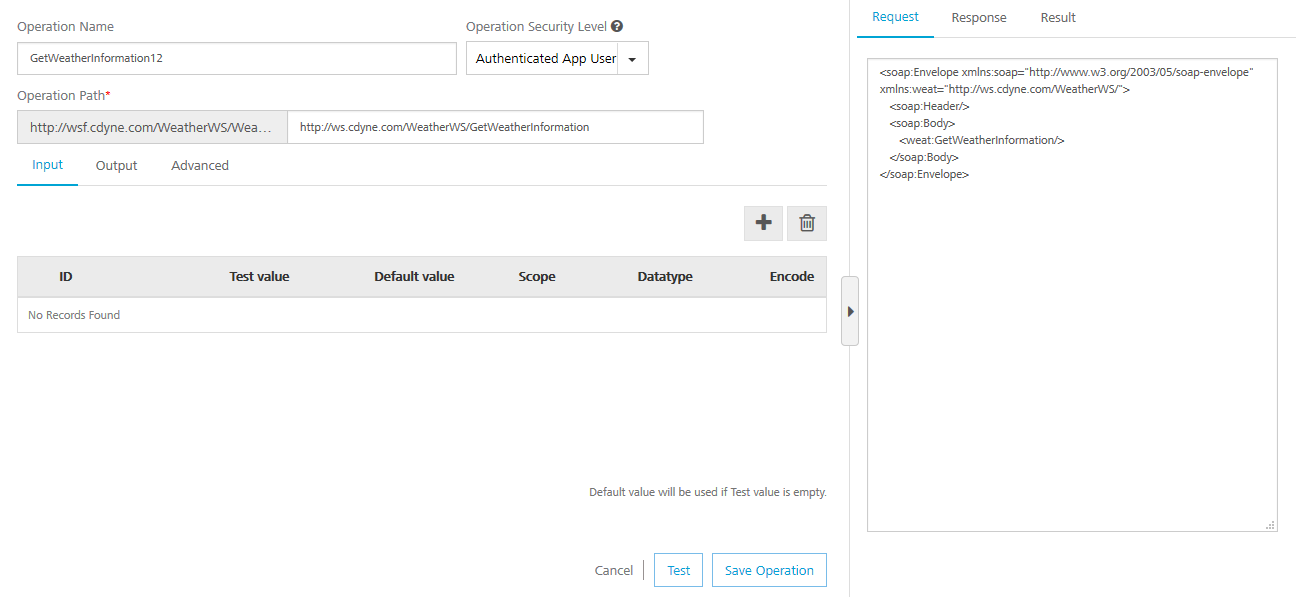 Operation Name
Operation Security Level
GetWeatherInformation12
Authenticated App User
Operation Path*
http://wsf.cdyne.com/WeatherWS/Wea...
http://ws.cdyne.com/WeatherWS/GetWeatherInformation
Input Output Advanced
ID Test value Default value Scope Datatype Encode
No Records Found
Default value will be used if Test value is empty.
Cancel Test Save Operation
Request Response Result
<soap:Envelope xmlns:soap="http://www.w3.org/2003/05/soap-envelope"
xmlns:weat="http://ws.cdyne.com/WeatherWS/">
<soap:Header/>
<soap:Body>
<weat:GetWeatherInformation/>
</soap:Body>
</soap:Envelope>